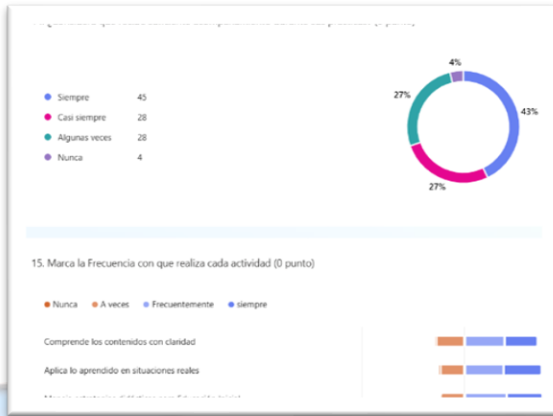 Siempre 45
Casi siempre 28
Algunas veces 28
Nunca 4
4%
27%
43%
27%
15. Marca la Frecuencia con que realiza cada actividad (0 punto)
Nunca A veces Frecuentemente siempre
Comprende los contenidos con claridad
Aplica lo aprendido en situaciones reales